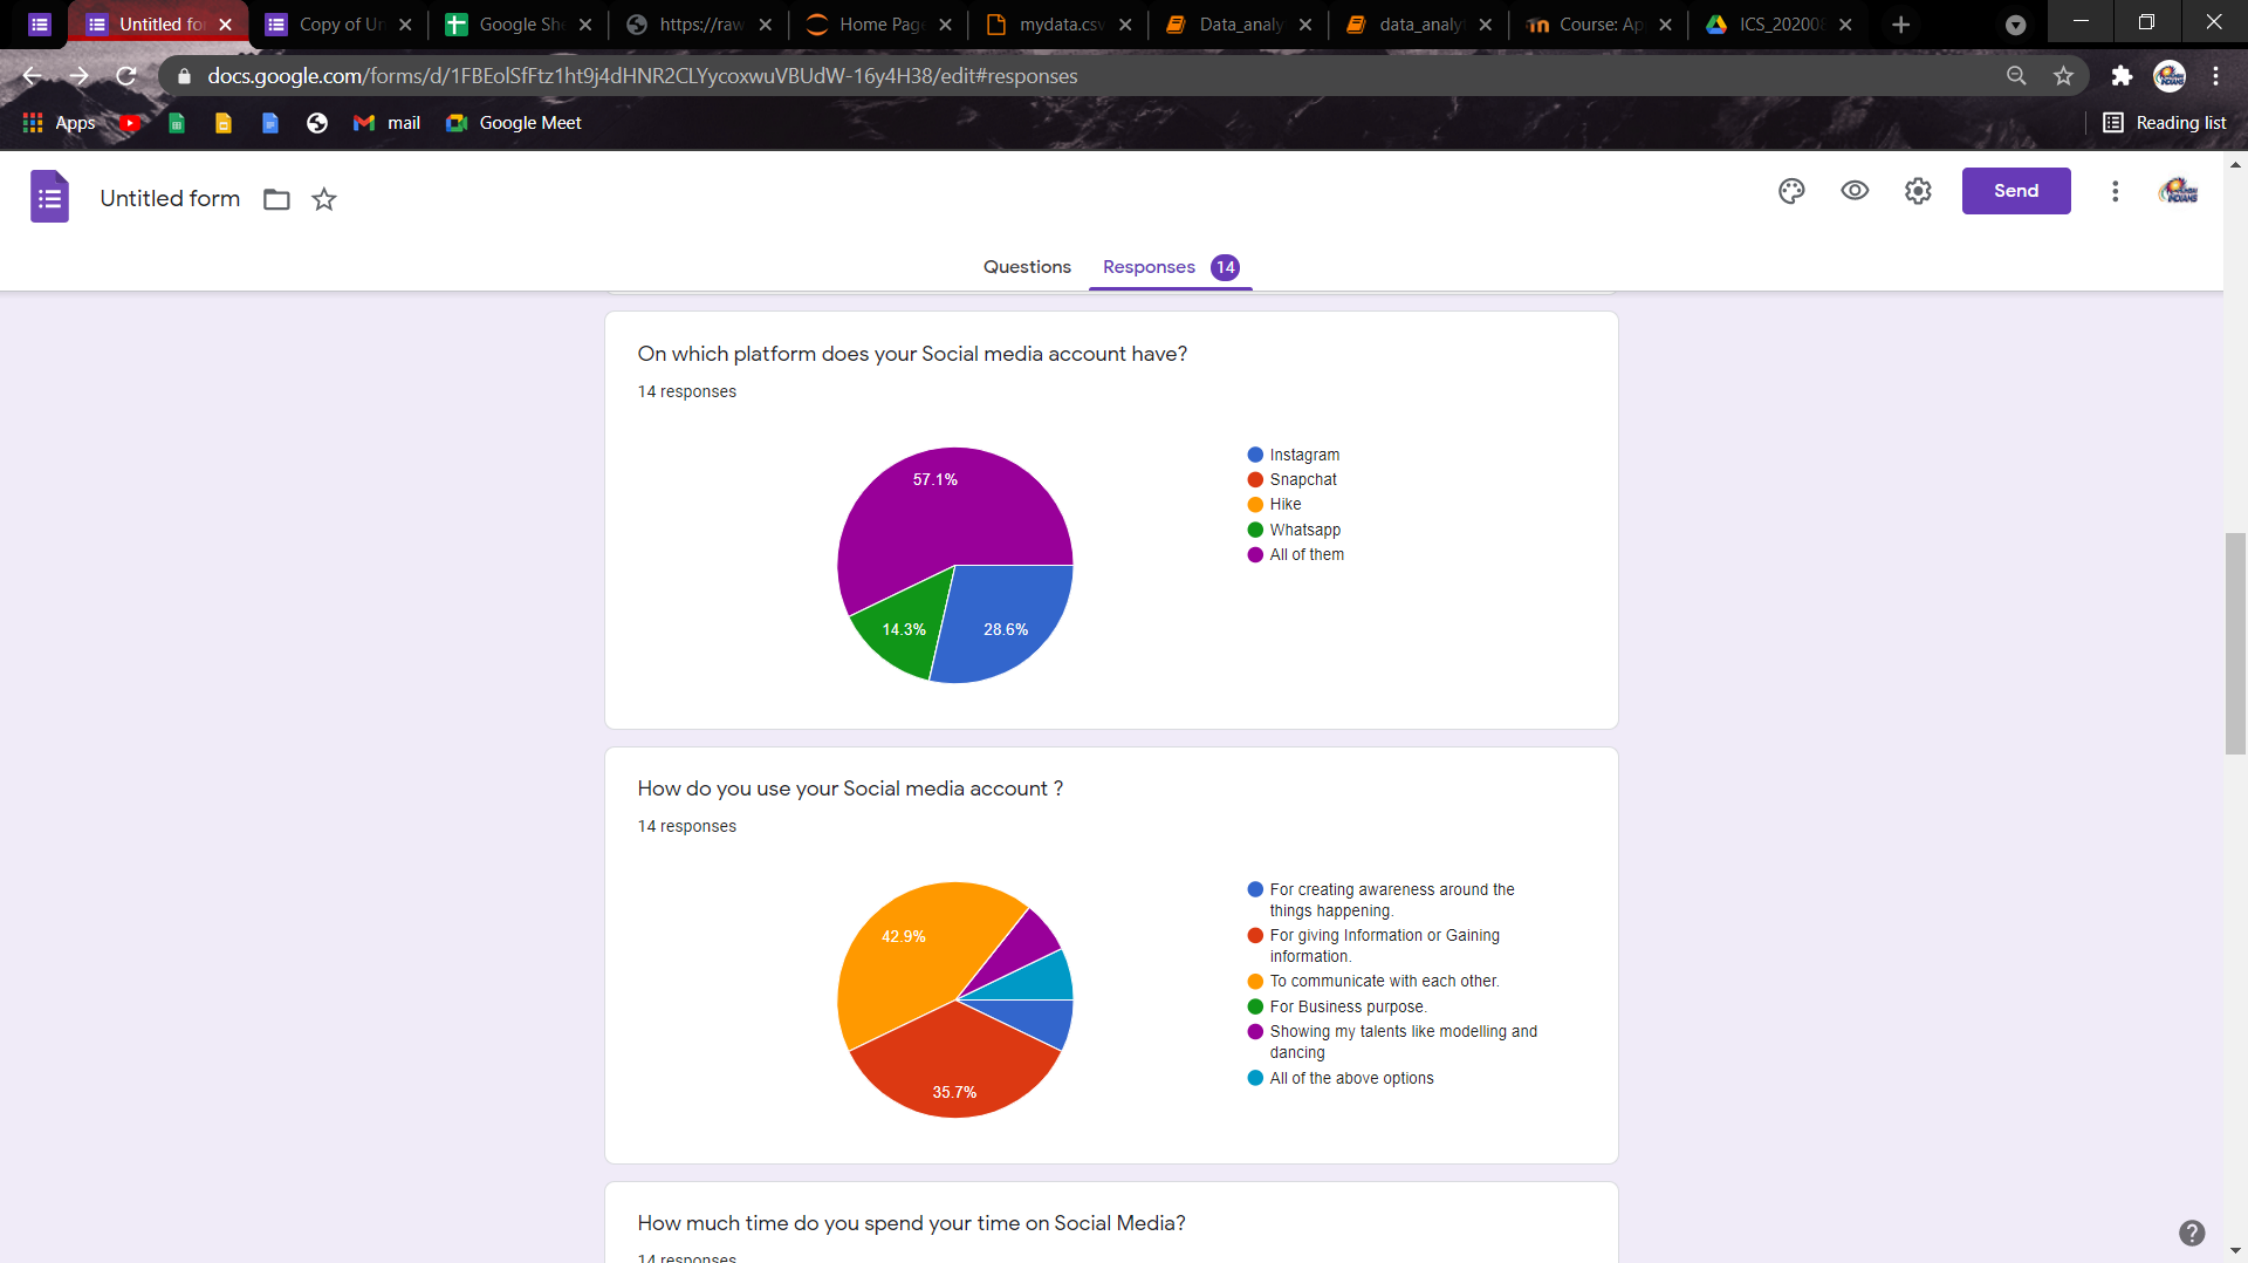 Untitled for
Copy of Un
Google She
https://raw
Home Page
mydata.csv
Data_analy
data_analy
Course: Ap
ICS_202008
docs.google.com/forms/d/1FBEolSfFtz1ht9j4dHNR2CLYycoxwuVBUdW-16y4H38/edit#responses
Apps
mail
Google Meet
Reading list
Untitled form
Send
Questions
Responses 14
On which platform does your Social media account have?
14 responses
57.1%
14.3%
28.6%
Instagram
Snapchat
Hike
Whatsapp
All of them
How do you use your Social media account ?
14 responses
42.9%
35.7%
For creating awareness around the
things happening.
For giving Information or Gaining
information.
To communicate with each other.
For Business purpose.
Showing my talents like modelling and
dancing
All of the above options
How much time do you spend your time on Social Media?
14 responses